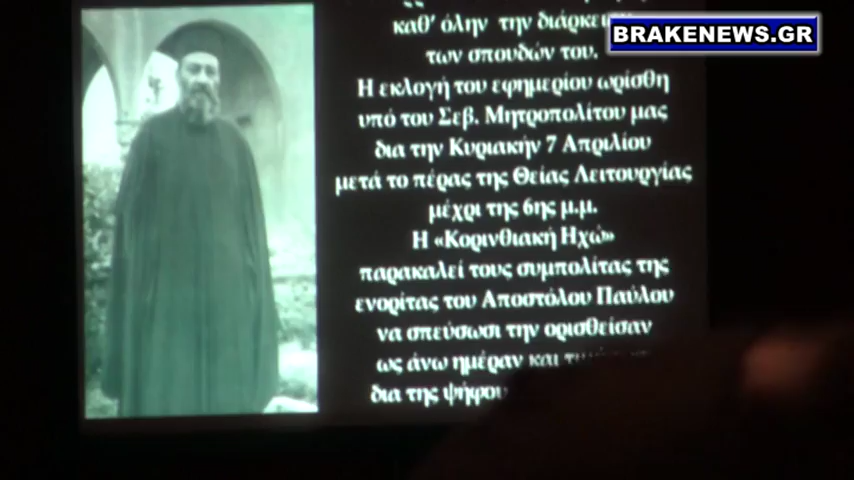 BRAKENEWS.GR
καθ' όλην την διάρκειαν
των σπουδών του.
Η εκλογή του εφημερίου ωρίσθη
υπό του Σεβ. Μητροπολίτου μας
δια την Κυριακήν 7 Απριλίου
μετά το πέρας της Θείας Λειτουργίας
μέχρι της 6ης μ.μ.
Η «Κορινθιακή Ηχώ»
παρακαλεί τους συμπολίτας της
ενορίτας του Αποστόλου Παύλου
να σπεύσωσι την ορισθείσαν
ως άνω ημέραν και
δια της ψήφου